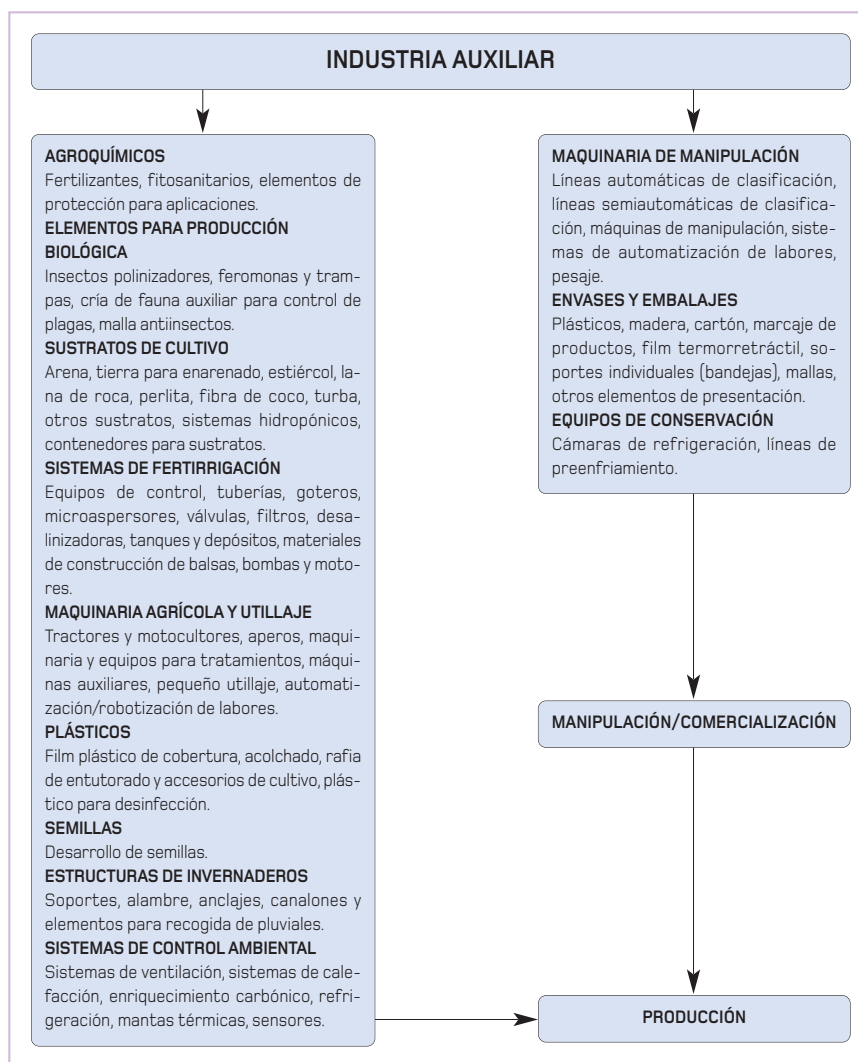 INDUSTRIA AUXILIAR
AGROQUÍMICOS
Fertilizantes, fitosanitarios, elementos de
protección para aplicaciones.
ELEMENTOS PARA PRODUCCIÓN
BIOLÓGICA
Insectos polinizadores, feromonas y tram-
pas, cría de fauna auxiliar para control de
plagas, malla antiinsectos.
SUSTRATOS DE CULTIVO
Arena, tierra para enarenado, estiércol, la-
na de roca, perlita, fibra de coco, turba,
otros sustratos, sistemas hidropónicos,
contenedores para sustratos.
SISTEMAS DE FERTIRRIGACIÓN
Equipos de control, tuberías, goteros,
microaspersores, válvulas, filtros, desa-
linizadoras, tanques y depósitos, materiales
de construcción de balsas, bombas y moto-
res.
MAQUINARIA AGRÍCOLA Y UTILLAJE
Tractores y motocultores, aperos, maqui-
naria y equipos para tratamientos, máqui-
nas auxiliares, pequeño utillaje, automati-
zación/robotización de labores.
PLÁSTICOS
Film plástico de cobertura, acolchado, rafia
de entutorado y accesorios de cultivo, plás-
tico para desinfección.
SEMILLAS
Desarrollo de semillas.
ESTRUCTURAS DE INVERNADEROS
Soportes, alambre, anclajes, canalones y
elementos para recogida de pluviales.
SISTEMAS DE CONTROL AMBIENTAL
Sistemas de ventilación, sistemas de cale-
facción, enriquecimiento carbónico, refri-
geración, mantas térmicas, sensores.
MAQUINARIA DE MANIPULACIÓN
Líneas automáticas de clasificación,
líneas semiautomáticas de clasifica-
ción, máquinas de manipulación, siste-
mas de automatización de labores,
pesaje.
ENVASES Y EMBALAJES
Plásticos, madera, cartón, marcaje de
productos, film termorretráctil, so-
portes individuales (bandejas), mallas,
otros elementos de presentación.
EQUIPOS DE CONSERVACIÓN
Cámaras de refrigeración, líneas de
preenfriamiento.
MANIPULACIÓN/COMERCIALIZACIÓN
PRODUCCIÓN